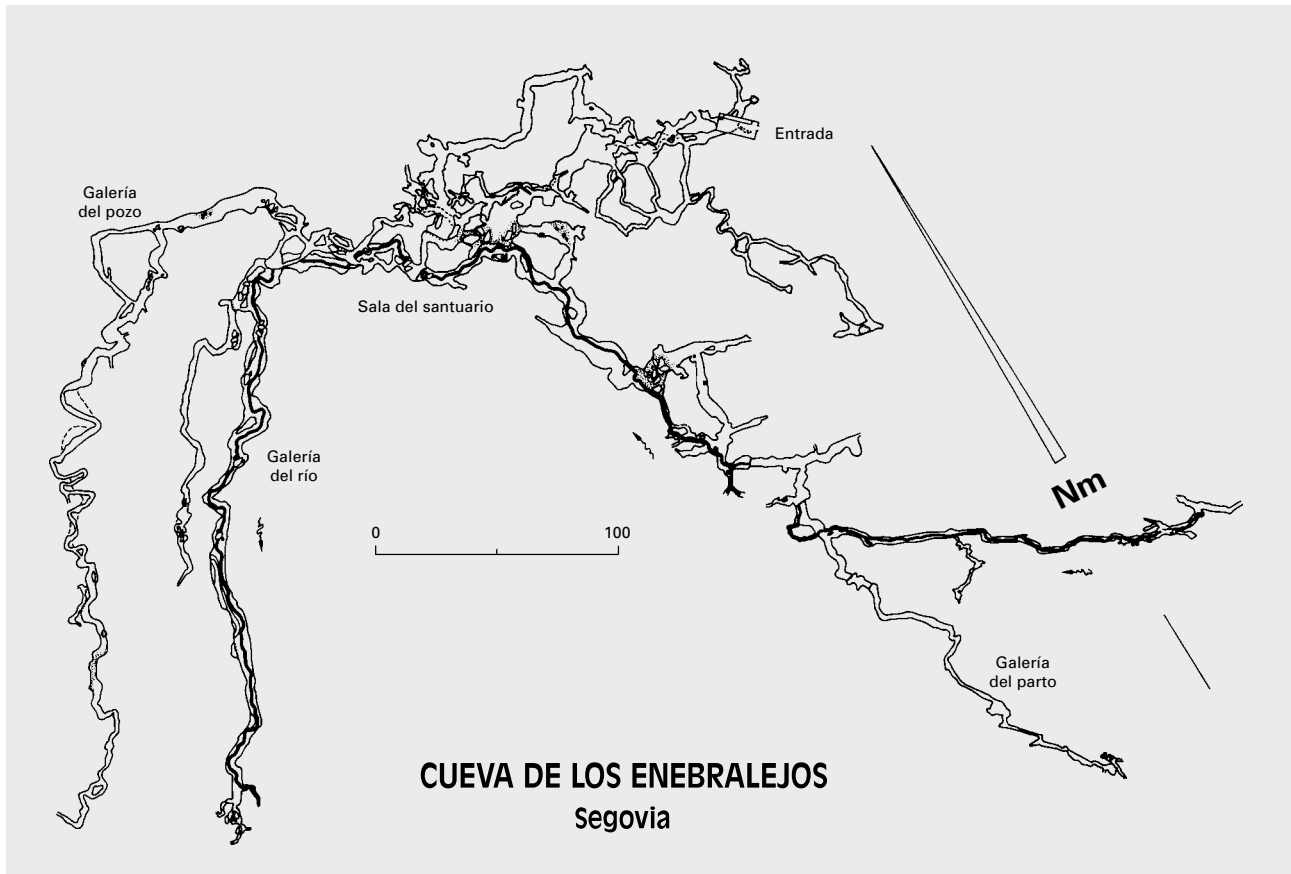 Entrada
Galería
del pozo
Sala del santuario
Galería
del río
Nm
0 100
Galería
del parto
CUEVA DE LOS ENEBRALEJOS
Segovia